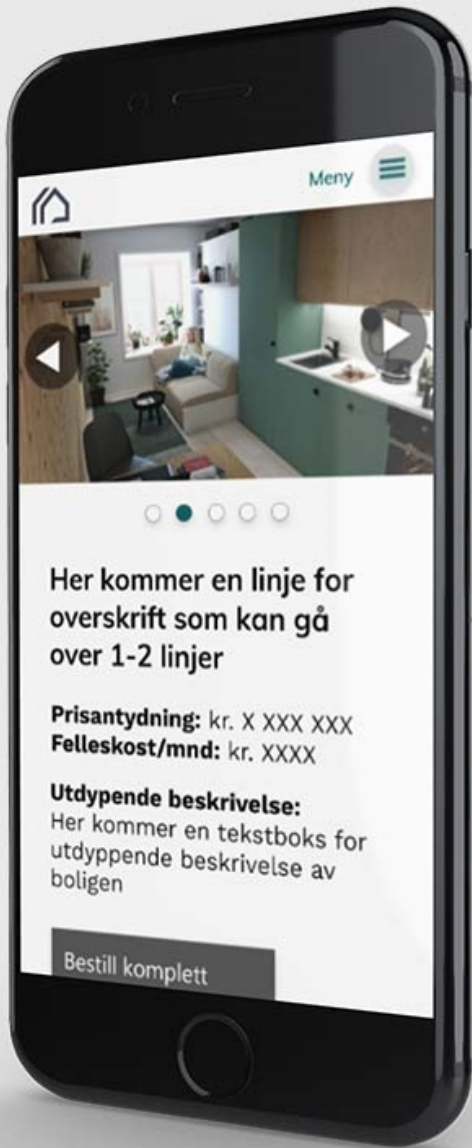 Meny
Her kommer en linje for
overskrift som kan gå
over 1-2 linjer
Prisantydning: kr. X XXX XXX
Felleskost/mnd: kr. XXXX
Utdypende beskrivelse:
Her kommer en tekstboks for
utdyppende beskrivelse av
boligen
Bestill komplett